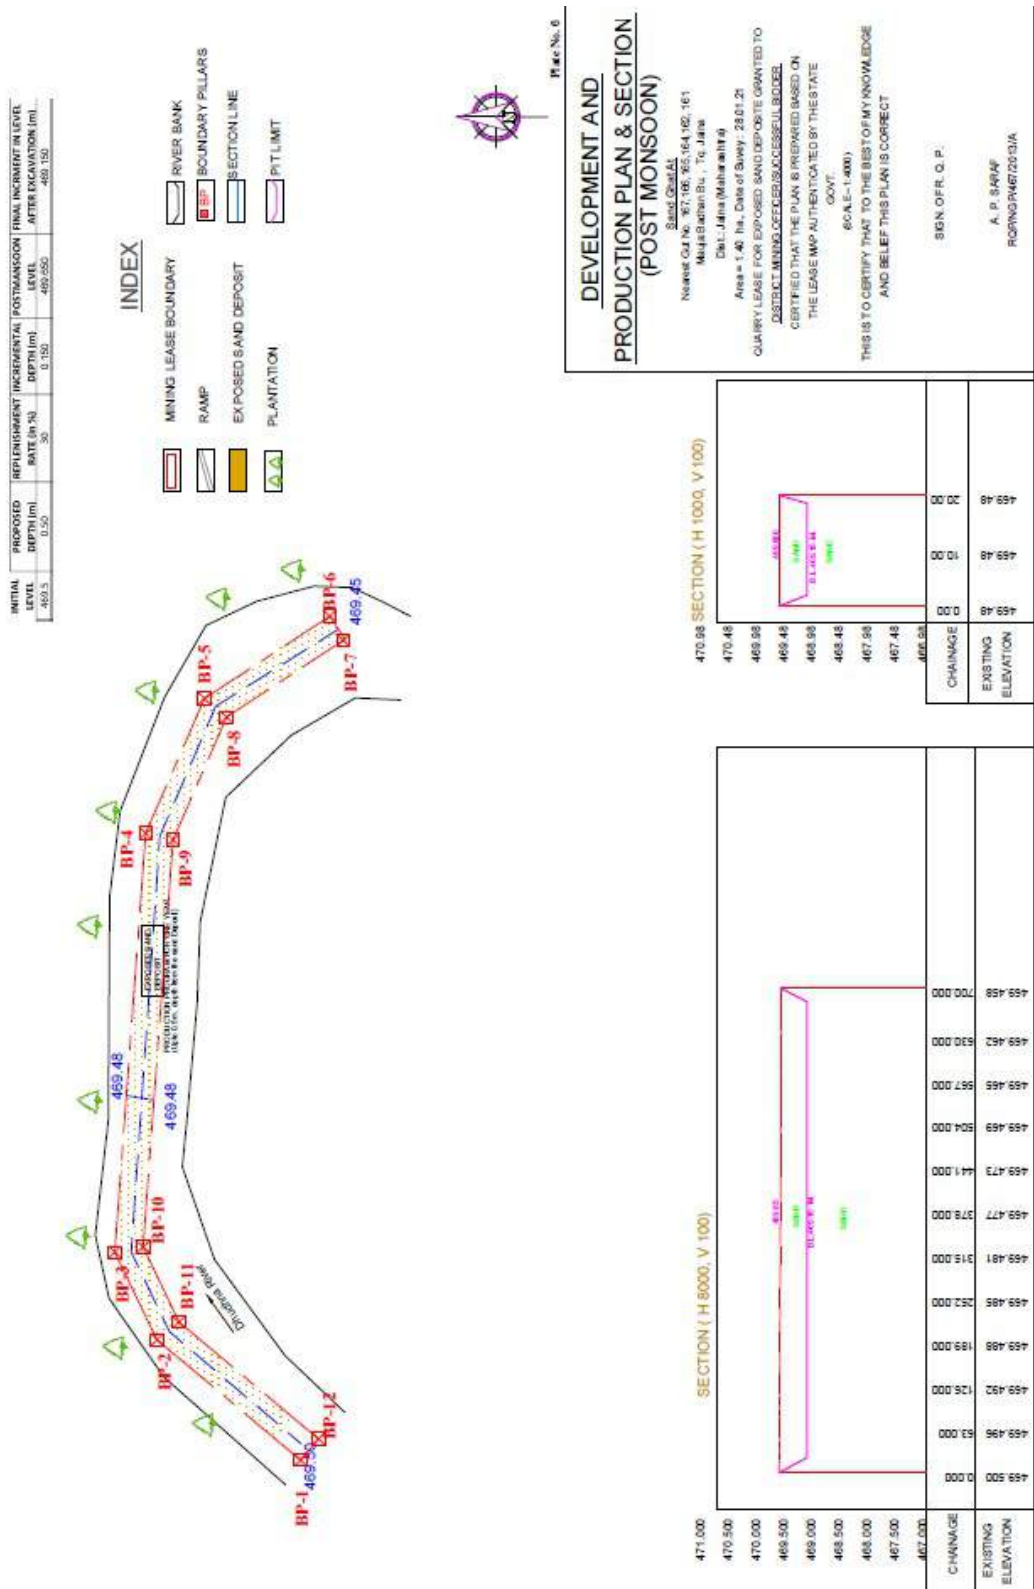 INITIAL LEVEL | PROPOSED DEPTH (m) | REPLENISHMENT RATE (in %) | INCREMENTAL DEPTH (m) | POSTMANSOON LEVEL | FINAL INCREMENT IN LEVEL AFTER EXCAVATION (m)
469.5 | 0.50 | 30 | 0.150 | 469.650 | 469.150
INDEX
MINING LEASE BOUNDARY
RIVER BANK
RAMP
BP BOUNDARY PILLARS
EXPOSED SAND DEPOSIT
SECTION LINE
PLANTATION
PIT LIMIT
BP-1
BP-2
BP-3
BP-4
BP-5
BP-6
BP-7
BP-8
BP-9
BP-10
BP-11
BP-12
469.50
469.48
469.48
469.45
EXPOSED SAND
DEPOSIT
Dhudhna River
Plate No. 6
DEVELOPMENT AND
PRODUCTION PLAN & SECTION
(POST MONSOON)
Nearest Gut No. 167,166,165,164,162, 161
Dist.: Jalna (Maharashtra)
Area = 1.40 ha., Date of Survey : 28.01.21
QUARRY LEASE FOR EXPOSED SAND DEPOSITE GRANTED TO
DISTRICT MINING OFFICER/SUCCESSFUL BIDDER
CERTIFIED THAT THE PLAN IS PREPARED BASED ON
THE LEASE MAP AUTHENTICATED BY THE STATE
GOVT.
(SCALE-1:4000)
THIS IS TO CERTIFY THAT TO THE BEST OF MY KNOWLEDGE
AND BELIEF THIS PLAN IS CORRECT
SIGN. OF R. Q. P.
A. P. SARAF
SECTION ( H 8000, V 100)
471.000
470.500
470.000
469.500
469.000
468.500
468.000
467.500
467.000
CHAINAGE | 0.000 | 63.000 | 126.000 | 189.000 | 252.000 | 315.000 | 378.000 | 441.000 | 504.000 | 567.000 | 630.000 | 700.000
EXISTING ELEVATION | 469.500 | 469.496 | 469.492 | 469.488 | 469.485 | 469.481 | 469.477 | 469.473 | 469.469 | 469.465 | 469.462 | 469.458
SECTION ( H 1000, V 100)
470.98
470.48
469.98
469.48
468.98
468.48
467.98
467.48
466.98
CHAINAGE | 0.00 | 10.00 | 20.00
EXISTING ELEVATION | 469.48 | 469.48 | 469.48